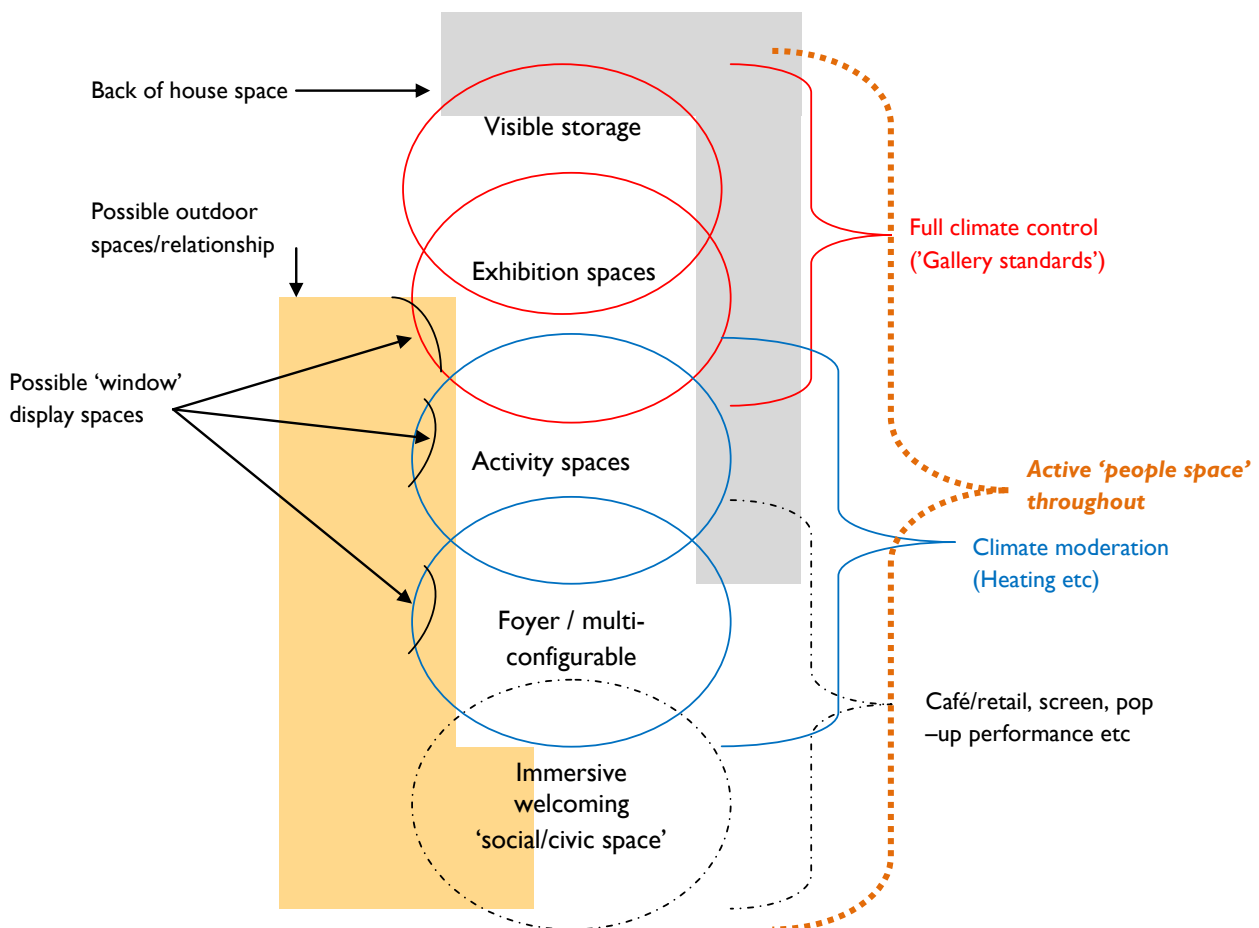 Back of house space
Visible storage
Possible outdoor
spaces/relationship
Full climate control
('Gallery standards')
Exhibition spaces
Possible ‘window’
display spaces
Activity spaces
Active ‘people space’
throughout
Climate moderation
(Heating etc)
Foyer / multi-
configurable
Café/retail, screen, pop
–up performance etc
Immersive
welcoming
‘social/civic space’